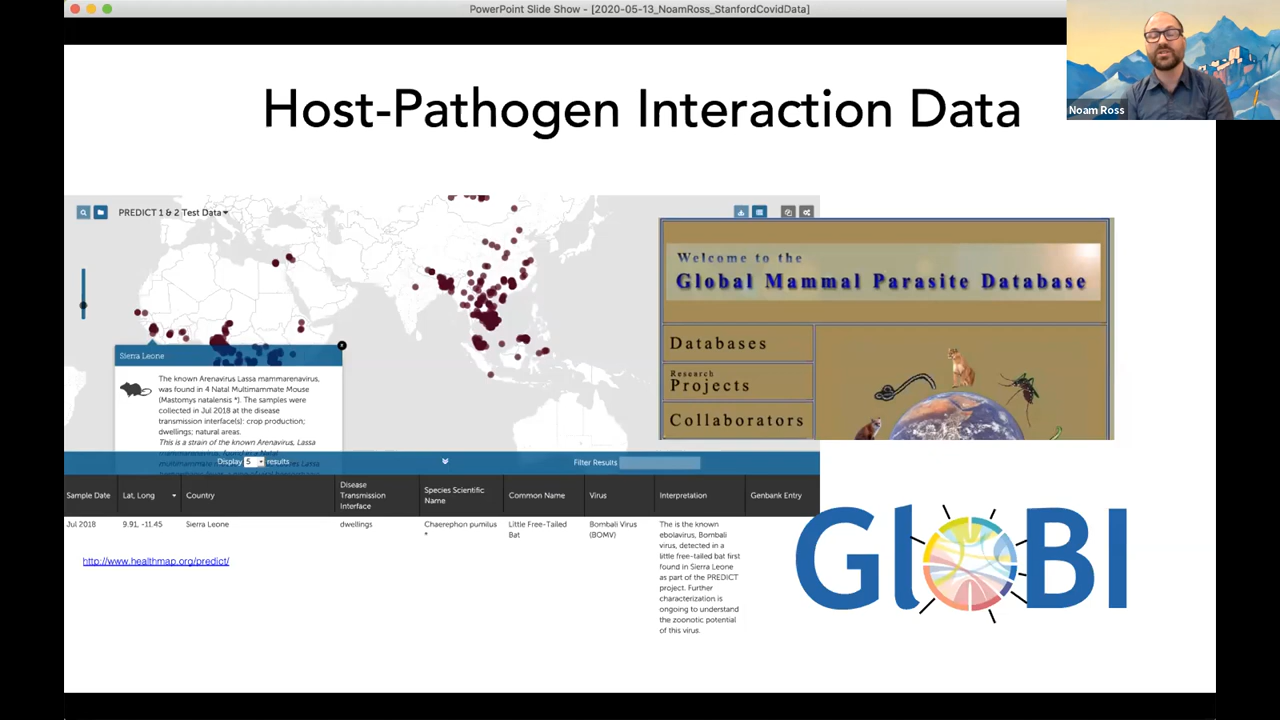 PowerPoint Slide Show - [2020-05-13_NoamRoss_StanfordCovidData]
Noam Ross
Host-Pathogen Interaction Data
PREDICT 1 & 2 Test Data
Sierra Leone
The known Arenavirus Lassa mammarenavirus,
was found in 4 Natal Multimammate Mouse
(Mastomys natalensis *). The samples were
collected in Jul 2018 at the disease
transmission interface(s): crop production;
dwellings; natural areas.
This is a strain of the known Arenavirus, Lassa
mammarenavirus, found in a Natal
multimammate
Display 5 results
Filter Results
Sample Date
Lat, Long
Country
Disease
Transmission
Interface
Species Scientific
Name
Common Name
Virus
Interpretation
Genbank Entry
Jul 2018
9.91, -11.45
Sierra Leone
dwellings
Chaerephon pumilus
*
Little Free-Tailed
Bat
Bombali Virus
(BOMV)
The is the known
ebolavirus, Bombali
virus, detected in a
little free-tailed bat first
found in Sierra Leone
as part of the PREDICT
project. Further
characterization is
ongoing to understand
the zoonotic potential
of this virus.
http://www.healthmap.org/predict/
Welcome to the
Global Mammal Parasite Database
Databases
Research
Projects
Collaborators
GloBI